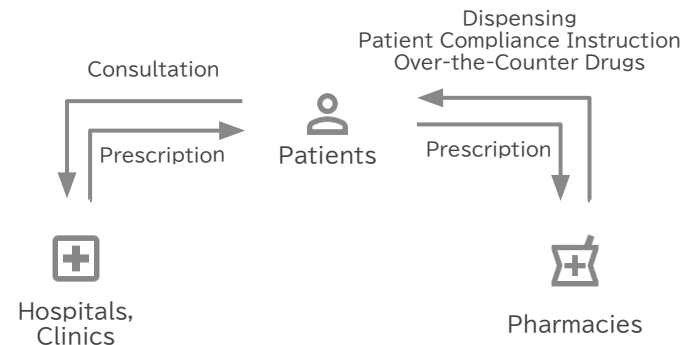 Dispensing
Patient Compliance Instruction
Over-the-Counter Drugs
Consultation
Prescription
Patients
Prescription
Hospitals,
Clinics
Pharmacies